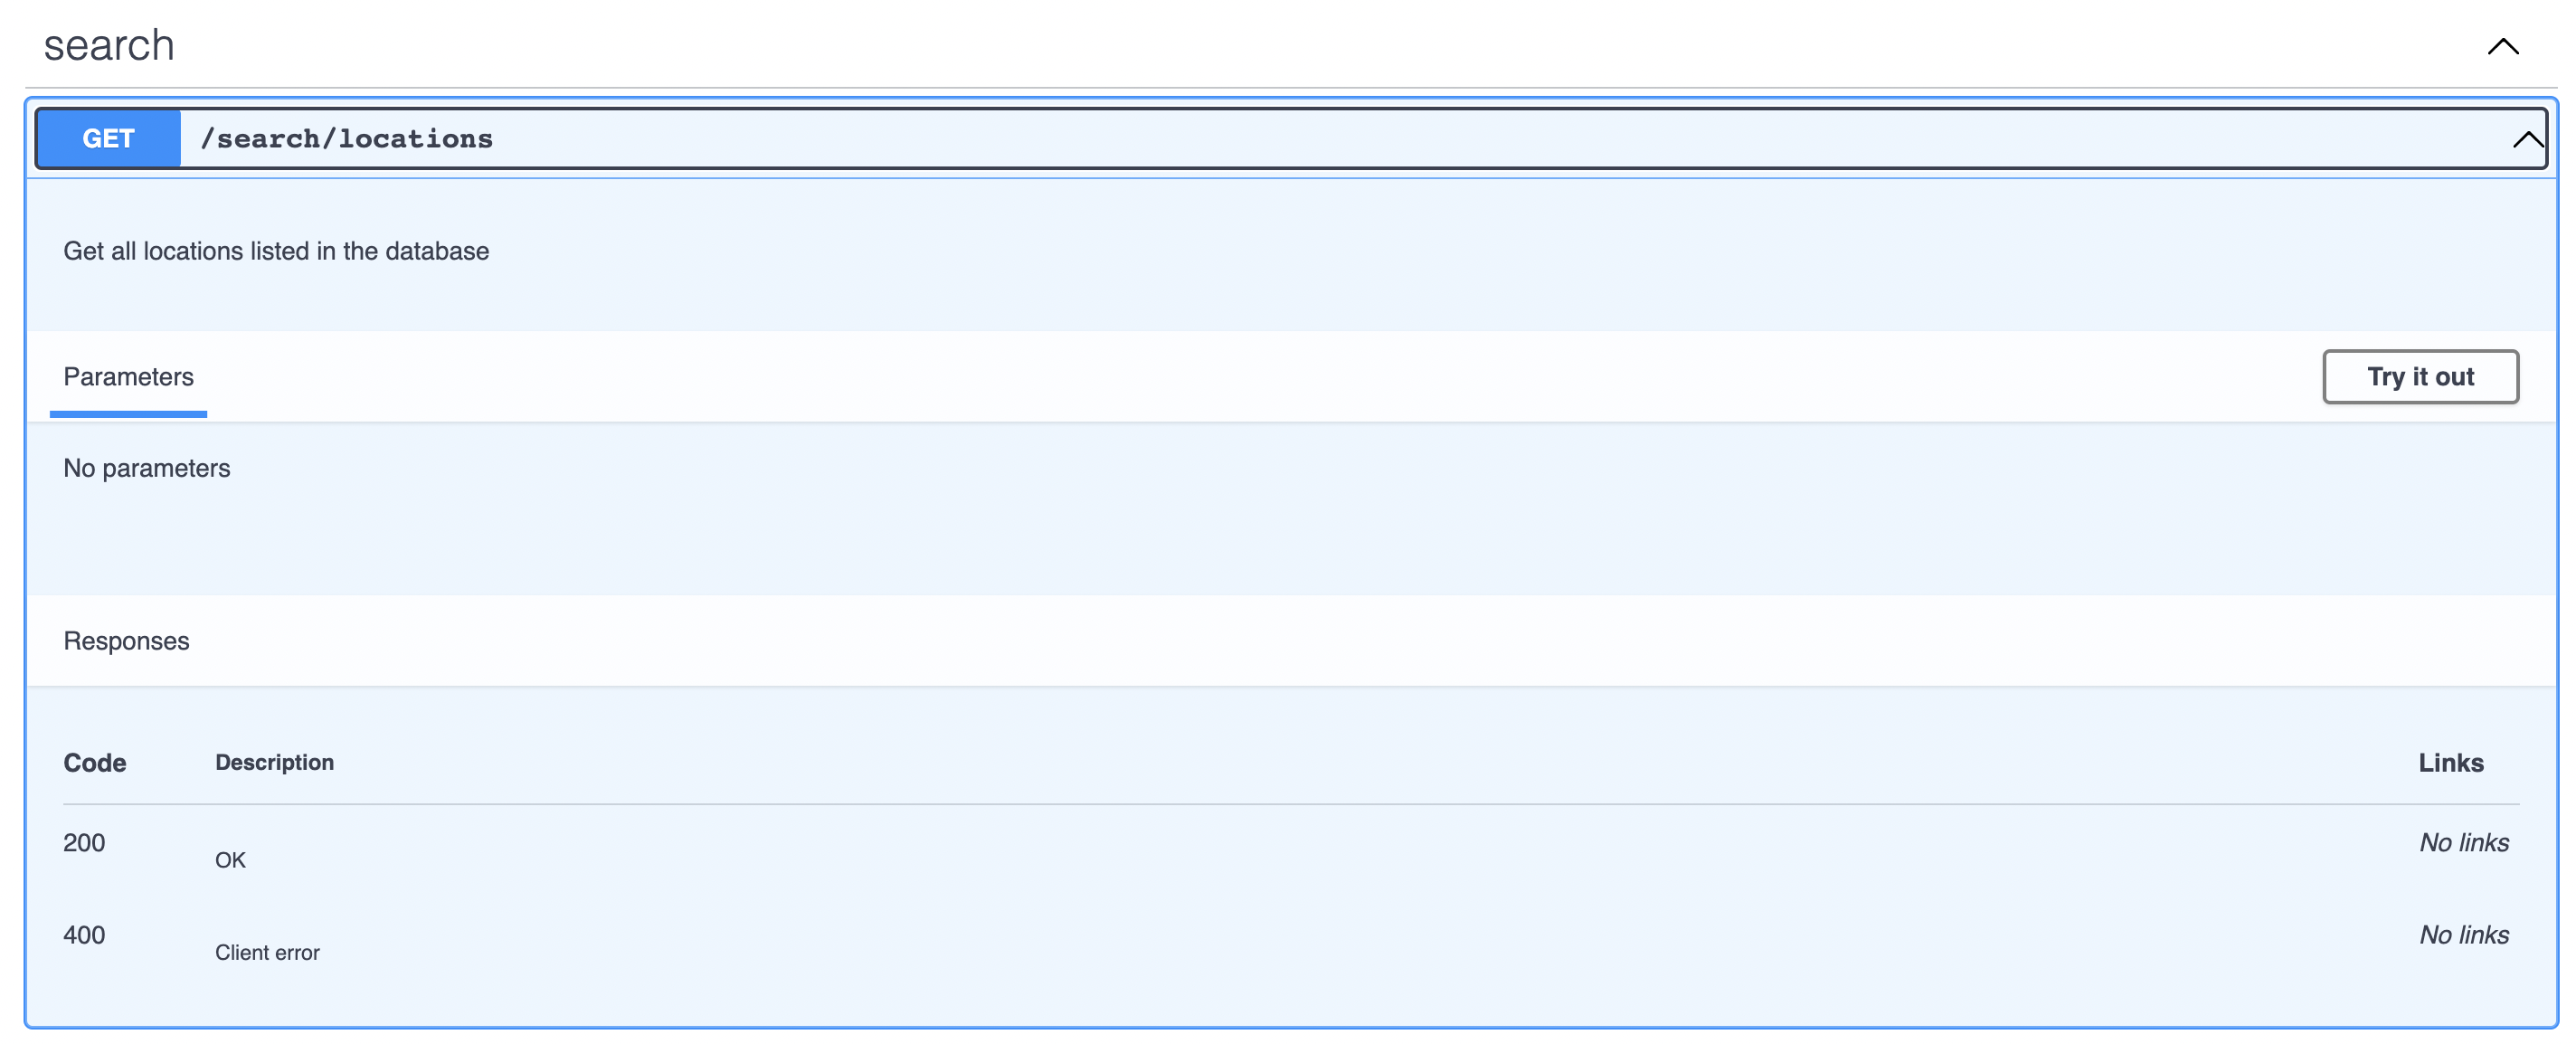 search
GET /search/locations
Get all locations listed in the database
Parameters Try it out
No parameters
Responses
Code Description Links
200 OK No links
400 Client error No links